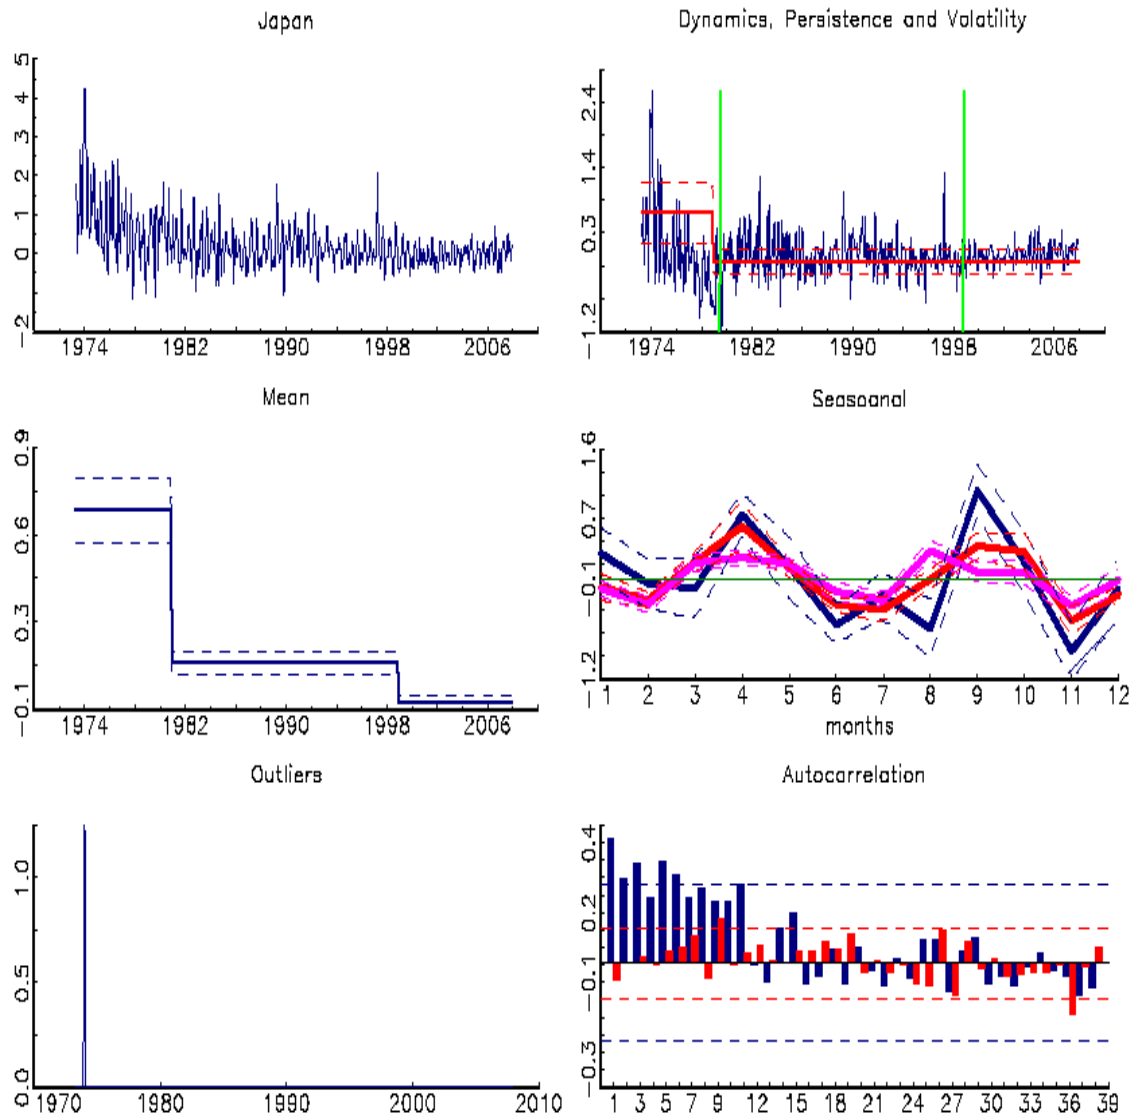 Japan
5
4
3
2
1
0
−2
1974 1982 1990 1998 2006
Dynamics, Persistence and Volatility
2.4
1.4
0.3
−1.2
1974 1982 1990 1998 2006
Mean
0.9
0.6
0.3
−0.1
1974 1982 1990 1998 2006
Seasoanal
1.6
0.7
0.1
−1.2
1 2 3 4 5 6 7 8 9 10 11 12
months
Outliers
1.0
0.5
0.0
1970 1980 1990 2000 2010
Autocorrelation
0.4
0.2
−0.1
−0.3
1 3 5 7 9 12 15 18 21 24 27 30 33 36 39